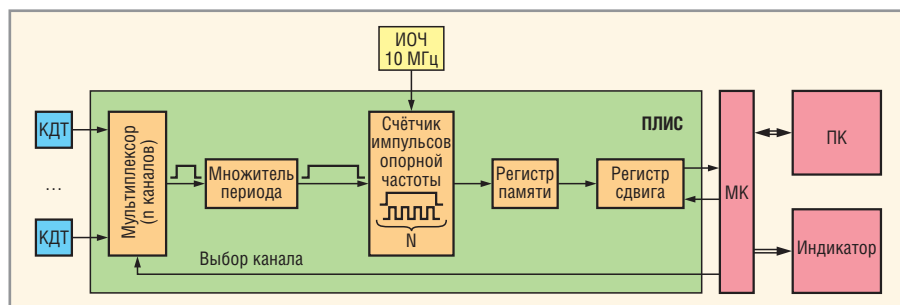 ИОЧ
10 МГц
ПЛИС
КДТ
...
КДТ
Мультиплексор
(n каналов)
Множитель
периода
Счётчик
импульсов
опорной
частоты
N
Регистр
памяти
Регистр
сдвига
МК
ПК
Индикатор
Выбор канала